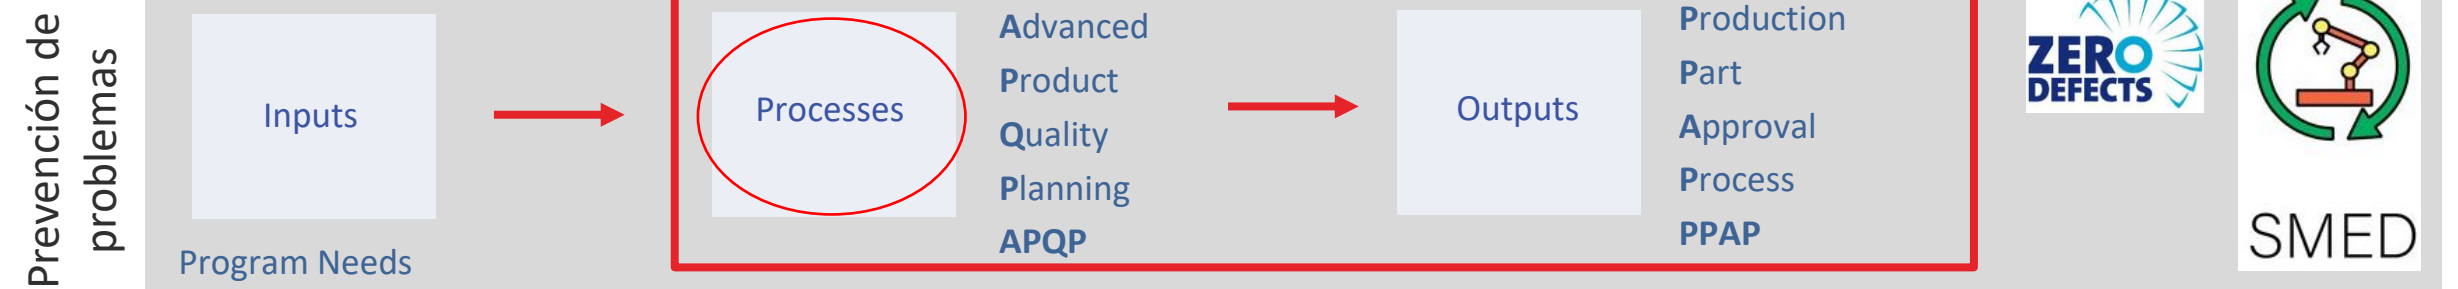 Prevención de
problemas
Inputs
Program Needs
Processes
Advanced
Product
Quality
Planning
APQP
Outputs
Production
Part
Approval
Process
PPAP
ZERO
DEFECTS
SMED